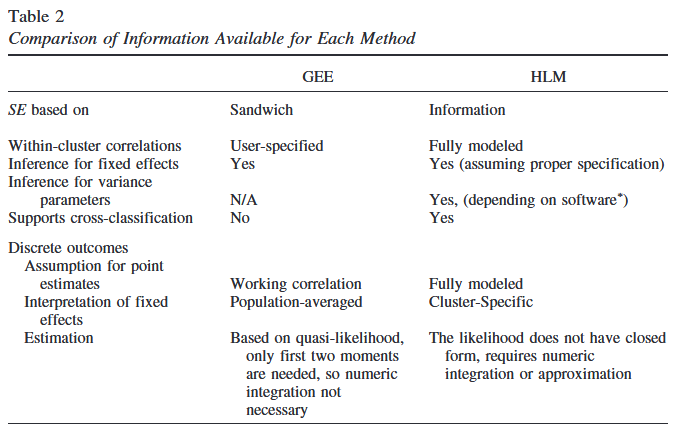 Table 2
Comparison of Information Available for Each Method
GEE HLM
SE based on Sandwich Information
Within-cluster correlations User-specified Fully modeled
Inference for fixed effects Yes Yes (assuming proper specification)
Inference for variance
parameters N/A Yes, (depending on software*)
Supports cross-classification No Yes
Discrete outcomes
Assumption for point
estimates Working correlation Fully modeled
Interpretation of fixed Population-averaged Cluster-Specific
effects
Estimation Based on quasi-likelihood, The likelihood does not have closed
only first two moments form, requires numeric
are needed, so numeric integration or approximation
integration not
necessary